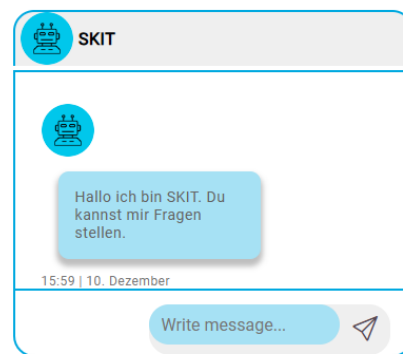 SKIT
Hallo ich bin SKIT. Du
kannst mir Fragen
stellen.
15:59 | 10. Dezember
Write message...